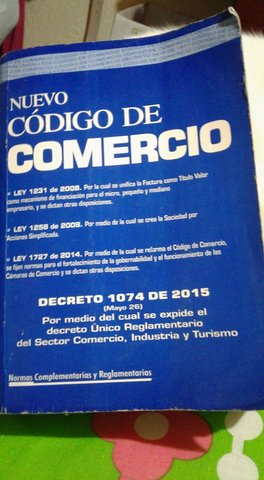 NUEVO
CÓDIGO DE
COMERCIO
LEY 1231 de 2008. Por la cual se unifica la Factura como Título Valor
como mecanismo de financiación para el micro, pequeño y mediano
empresario, y se dictan otras disposiciones.
LEY 1258 de 2008. Por medio de la cual se crea la Sociedad por
Acciones Simplificada.
LEY 1727 de 2014. Por medio de la cual se reforma el Código de Comercio,
se fijan normas para el fortalecimiento de la gobernabilidad y el funcionamiento de las
Cámaras de Comercio y se dictan otras disposiciones.
DECRETO 1074 DE 2015
(Mayo 26)
Por medio del cual se expide el
decreto Único Reglamentario
del Sector Comercio, Industria y Turismo
Normas Complementarias y Reglamentarias